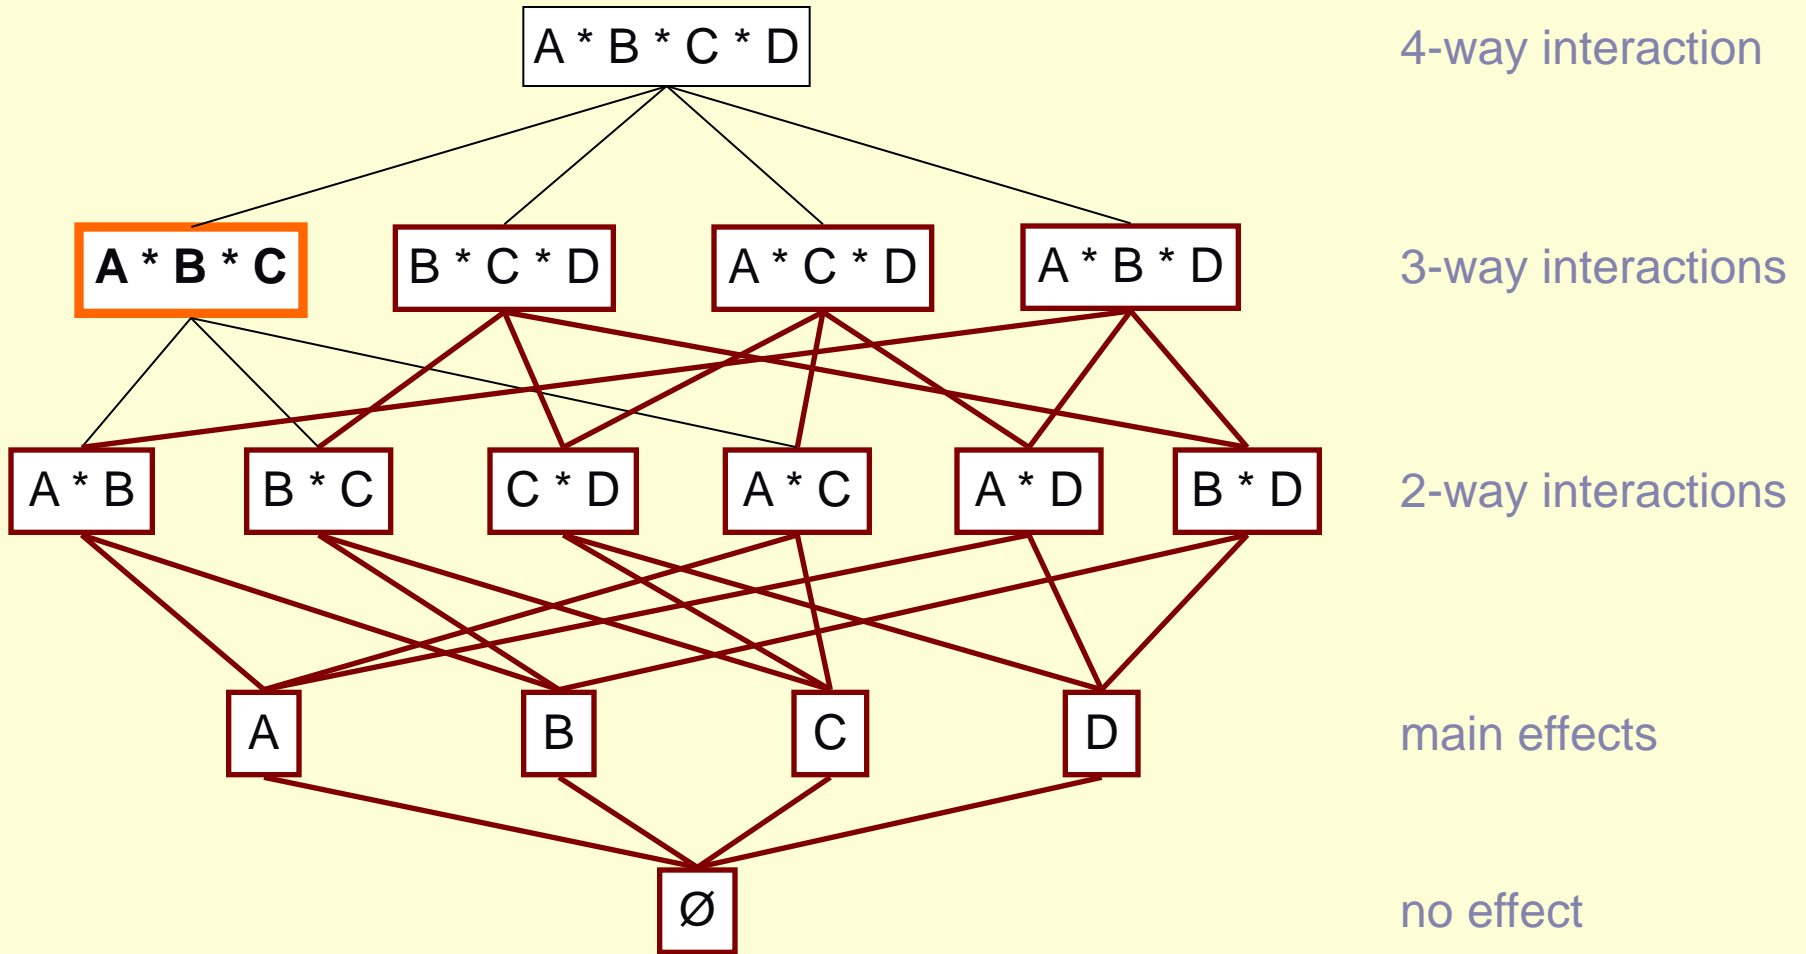 A * B * C * D
4-way interaction
A * B * C
B * C * D
A * C * D
A * B * D
3-way interactions
A * B
B * C
C * D
A * C
A * D
B * D
2-way interactions
A
B
C
D
main effects
Ø
no effect